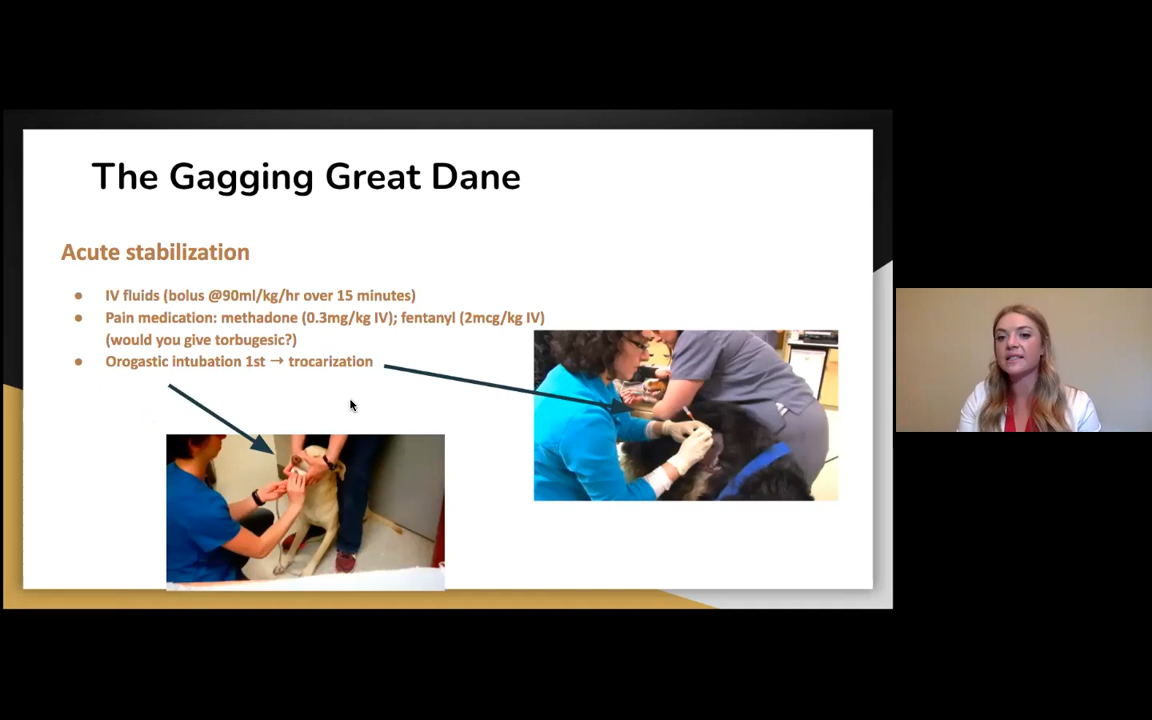 The Gagging Great Dane
Acute stabilization
● IV fluids (bolus @90ml/kg/hr over 15 minutes)
● Pain medication: methadone (0.3mg/kg IV); fentanyl (2mcg/kg IV)
(would you give torbugesic?)
● Orogastic intubation 1st → trocarization